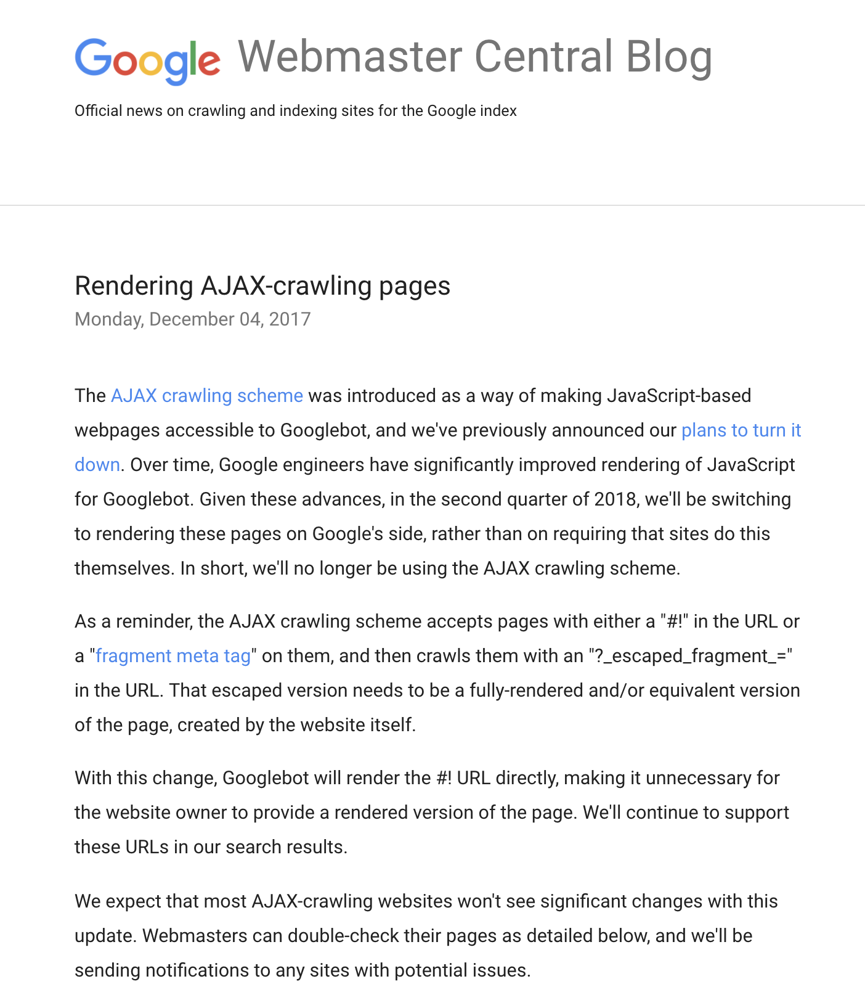 Google Webmaster Central Blog
Official news on crawling and indexing sites for the Google index
Rendering AJAX-crawling pages
Monday, December 04, 2017
The AJAX crawling scheme was introduced as a way of making JavaScript-based
webpages accessible to Googlebot, and we've previously announced our plans to turn it
down. Over time, Google engineers have significantly improved rendering of JavaScript
for Googlebot. Given these advances, in the second quarter of 2018, we'll be switching
to rendering these pages on Google's side, rather than on requiring that sites do this
themselves. In short, we'll no longer be using the AJAX crawling scheme.
As a reminder, the AJAX crawling scheme accepts pages with either a "#!" in the URL or
a "fragment meta tag" on them, and then crawls them with an "?_escaped_fragment_="
in the URL. That escaped version needs to be a fully-rendered and/or equivalent version
of the page, created by the website itself.
With this change, Googlebot will render the #! URL directly, making it unnecessary for
the website owner to provide a rendered version of the page. We'll continue to support
these URLs in our search results.
We expect that most AJAX-crawling websites won't see significant changes with this
update. Webmasters can double-check their pages as detailed below, and we'll be
sending notifications to any sites with potential issues.